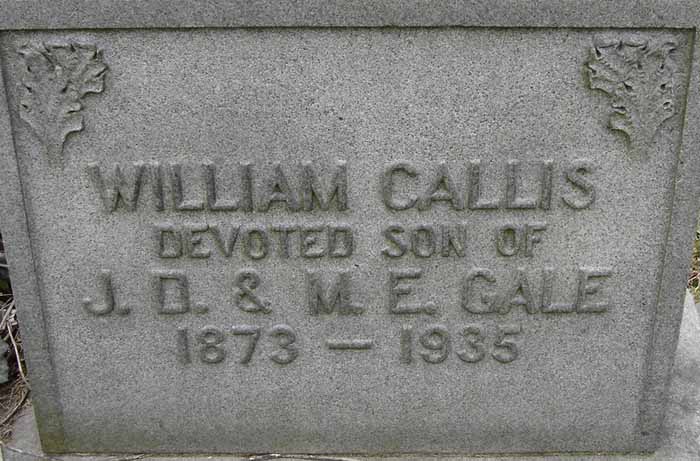 WILLIAM CALLIS
DEVOTED SON OF
J. D. & M. E. GALE
1873 — 1935